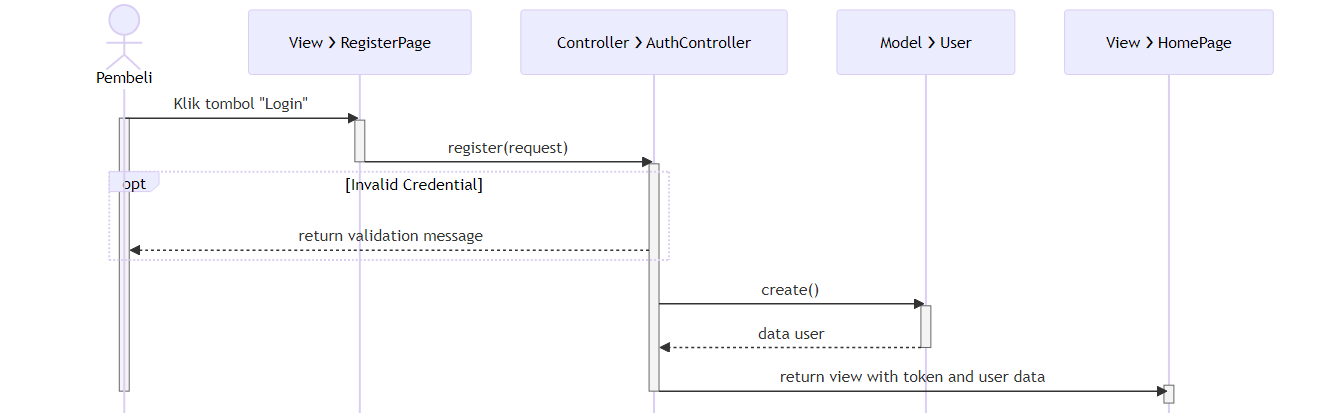 Pembeli
View > RegisterPage
Controller > AuthController
Model > User
View > HomePage
Klik tombol "Login"
register(request)
opt
[Invalid Credential]
return validation message
create()
data user
return view with token and user data